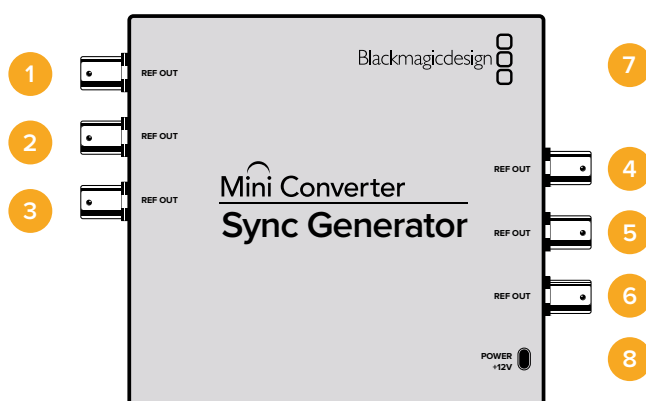 Blackmagicdesign
1
REF OUT
7
2
REF OUT
REF OUT
4
3
REF OUT
Mini Converter
Sync Generator
REF OUT
5
REF OUT
6
POWER
+12V
8